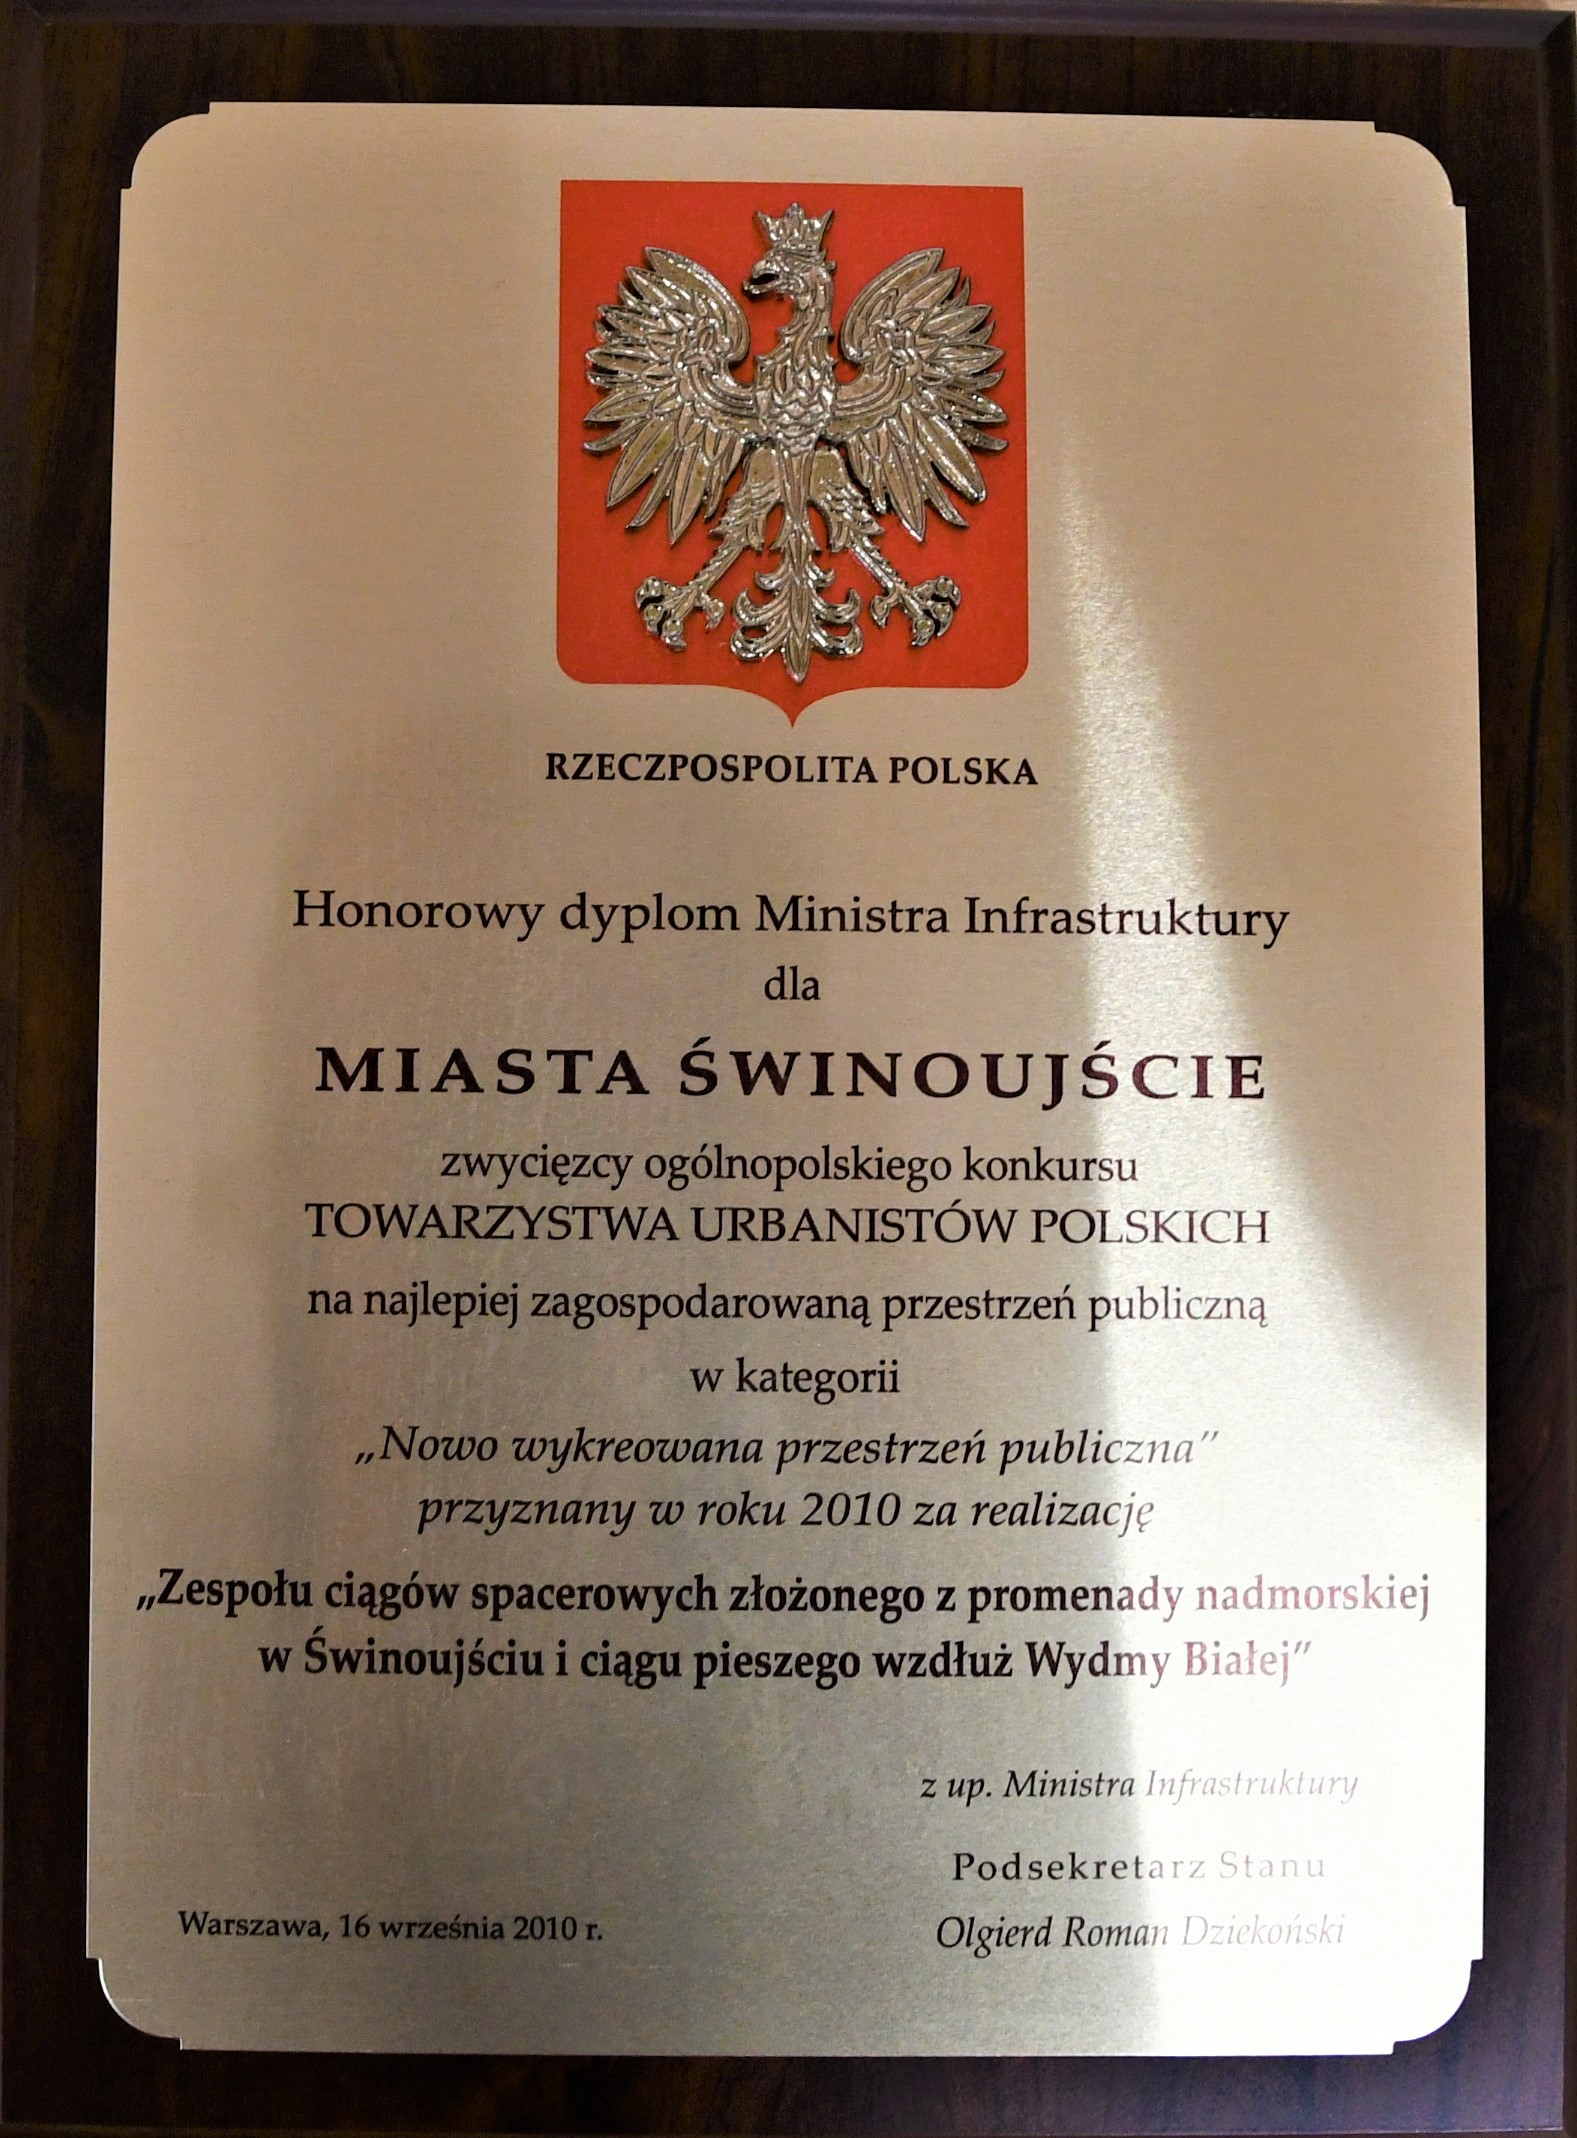 RZECZPOSPOLITA POLSKA
Honorowy dyplom Ministra Infrastruktury
dla
MIASTA ŚWINOUJŚCIE
zwycięzcy ogólnopolskiego konkursu
TOWARZYSTWA URBANISTÓW POLSKICH
na najlepiej zagospodarowaną przestrzeń publiczną
w kategorii
„Nowo wykreowana przestrzeń publiczna”
przyznany w roku 2010 za realizację
„Zespołu ciągów spacerowych złożonego z promenady nadmorskiej
w Świnoujściu i ciągu pieszego wzdłuż Wydmy Białej”
z up. Ministra Infrastruktury
Podsekretarz Stanu
Warszawa, 16 września 2010 r.
Olgierd Roman Dziekoński